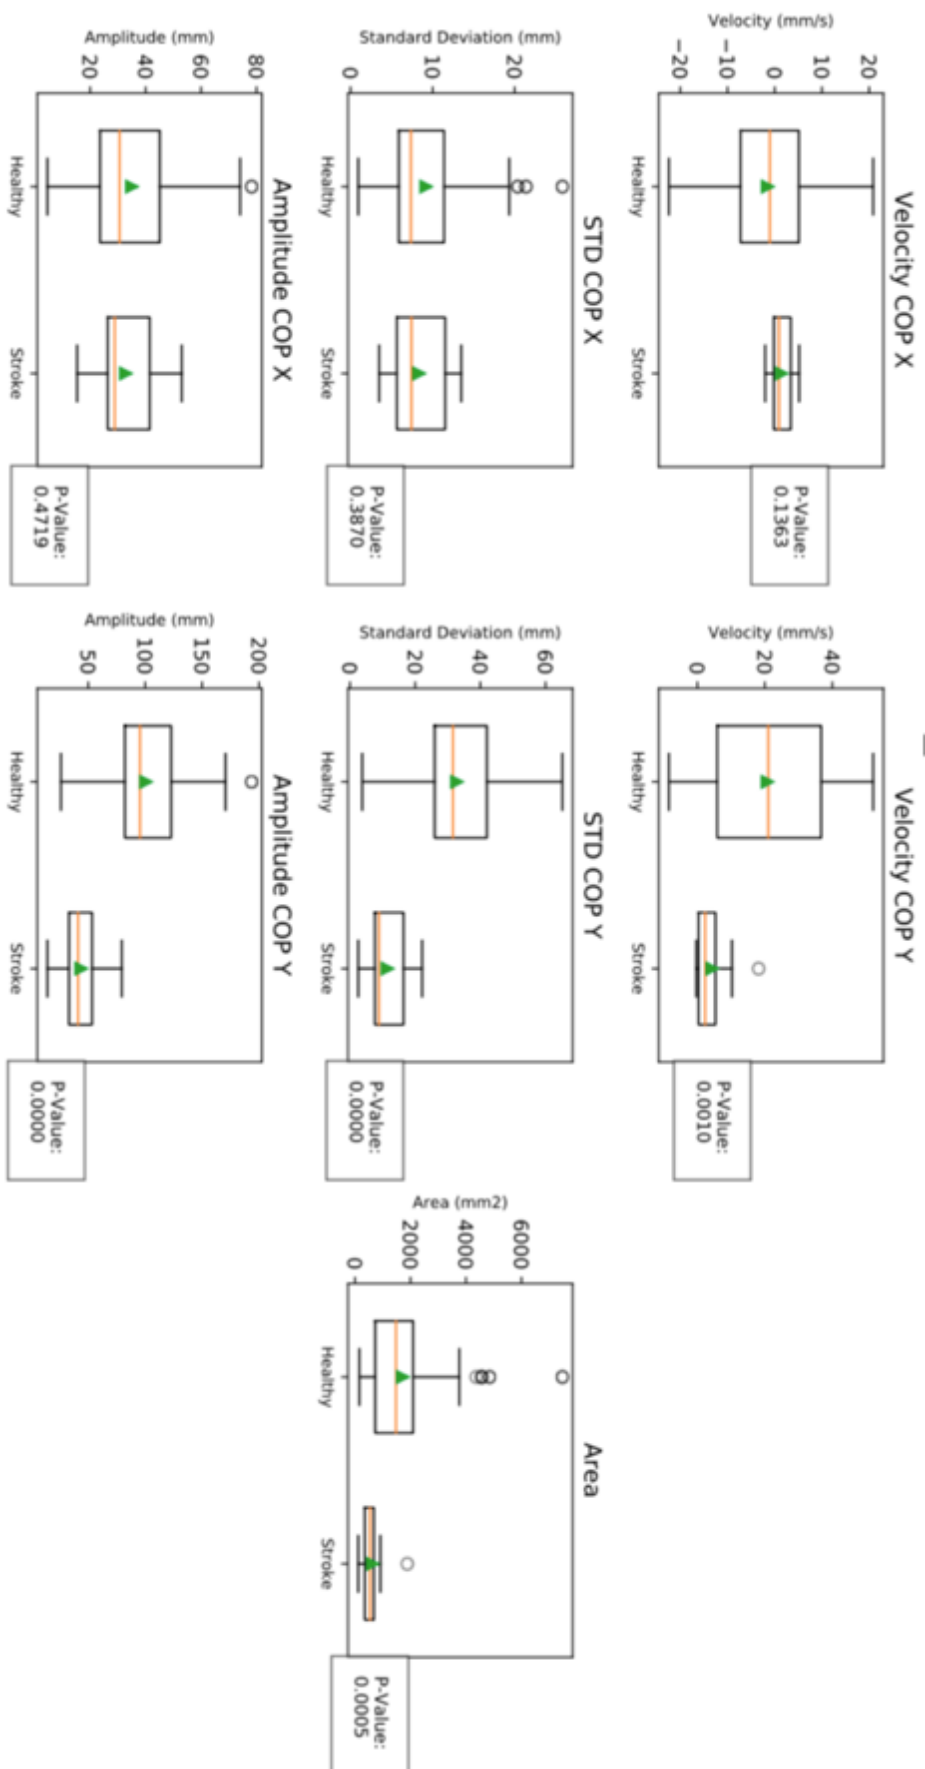 Velocity COP X
Velocity (mm/s)
−20
−10
0
10
20
Healthy
Stroke
P-Value:
0.1363
Velocity COP Y
Velocity (mm/s)
0
20
40
Healthy
Stroke
P-Value:
0.0010
STD COP X
Standard Deviation (mm)
0
10
20
Healthy
Stroke
P-Value:
0.3870
STD COP Y
Standard Deviation (mm)
0
20
40
60
Healthy
Stroke
P-Value:
0.0000
Area
Area (mm2)
0
2000
4000
6000
Healthy
Stroke
P-Value:
0.0005
Amplitude COP X
Amplitude (mm)
20
40
60
80
Healthy
Stroke
P-Value:
0.4719
Amplitude COP Y
Amplitude (mm)
50
100
150
200
Healthy
Stroke
P-Value:
0.0000